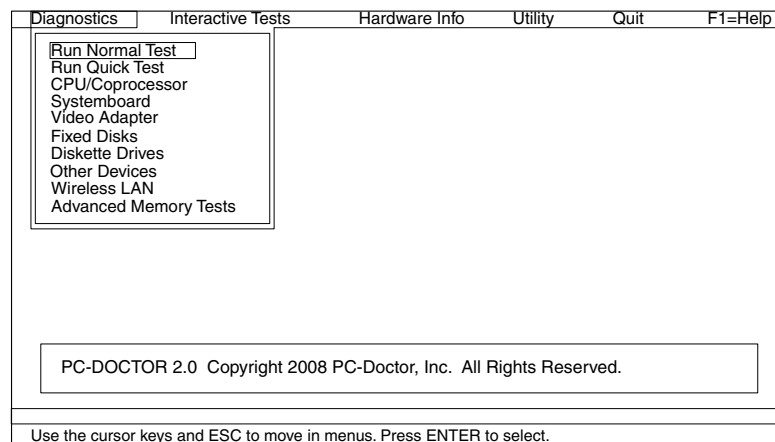 Diagnostics Interactive Tests Hardware Info Utility Quit F1=Help
Run Normal Test
Run Quick Test
CPU/Coprocessor
Systemboard
Video Adapter
Fixed Disks
Diskette Drives
Other Devices
Wireless LAN
Advanced Memory Tests
PC-DOCTOR 2.0 Copyright 2008 PC-Doctor, Inc. All Rights Reserved.
Use the cursor keys and ESC to move in menus. Press ENTER to select.